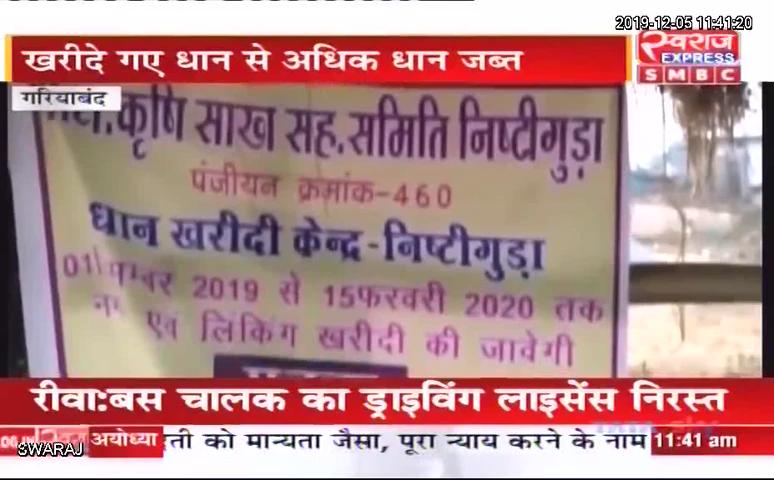 2019-12-05 11:41:20
स्वराज
EXPRESS
SMBC
खरीदे गए धान से अधिक धान जब्त
गरियाबंद
कृषि साख सह. समिति निष्टीगुड़ा
पंजीयन क्रमांक-460
धान खरीदी केन्द्र-निष्टीगुड़ा
2019 से 15फरवरी 2020 तक
एवं लिंकिंग खरीदी की जावेगी
रीवा:बस चालक का ड्राइविंग लाइसेंस निरस्त
अयोध्या को मान्यता जैसा, पूरा न्याय करने के नाम 11:41 am
SWARAJ